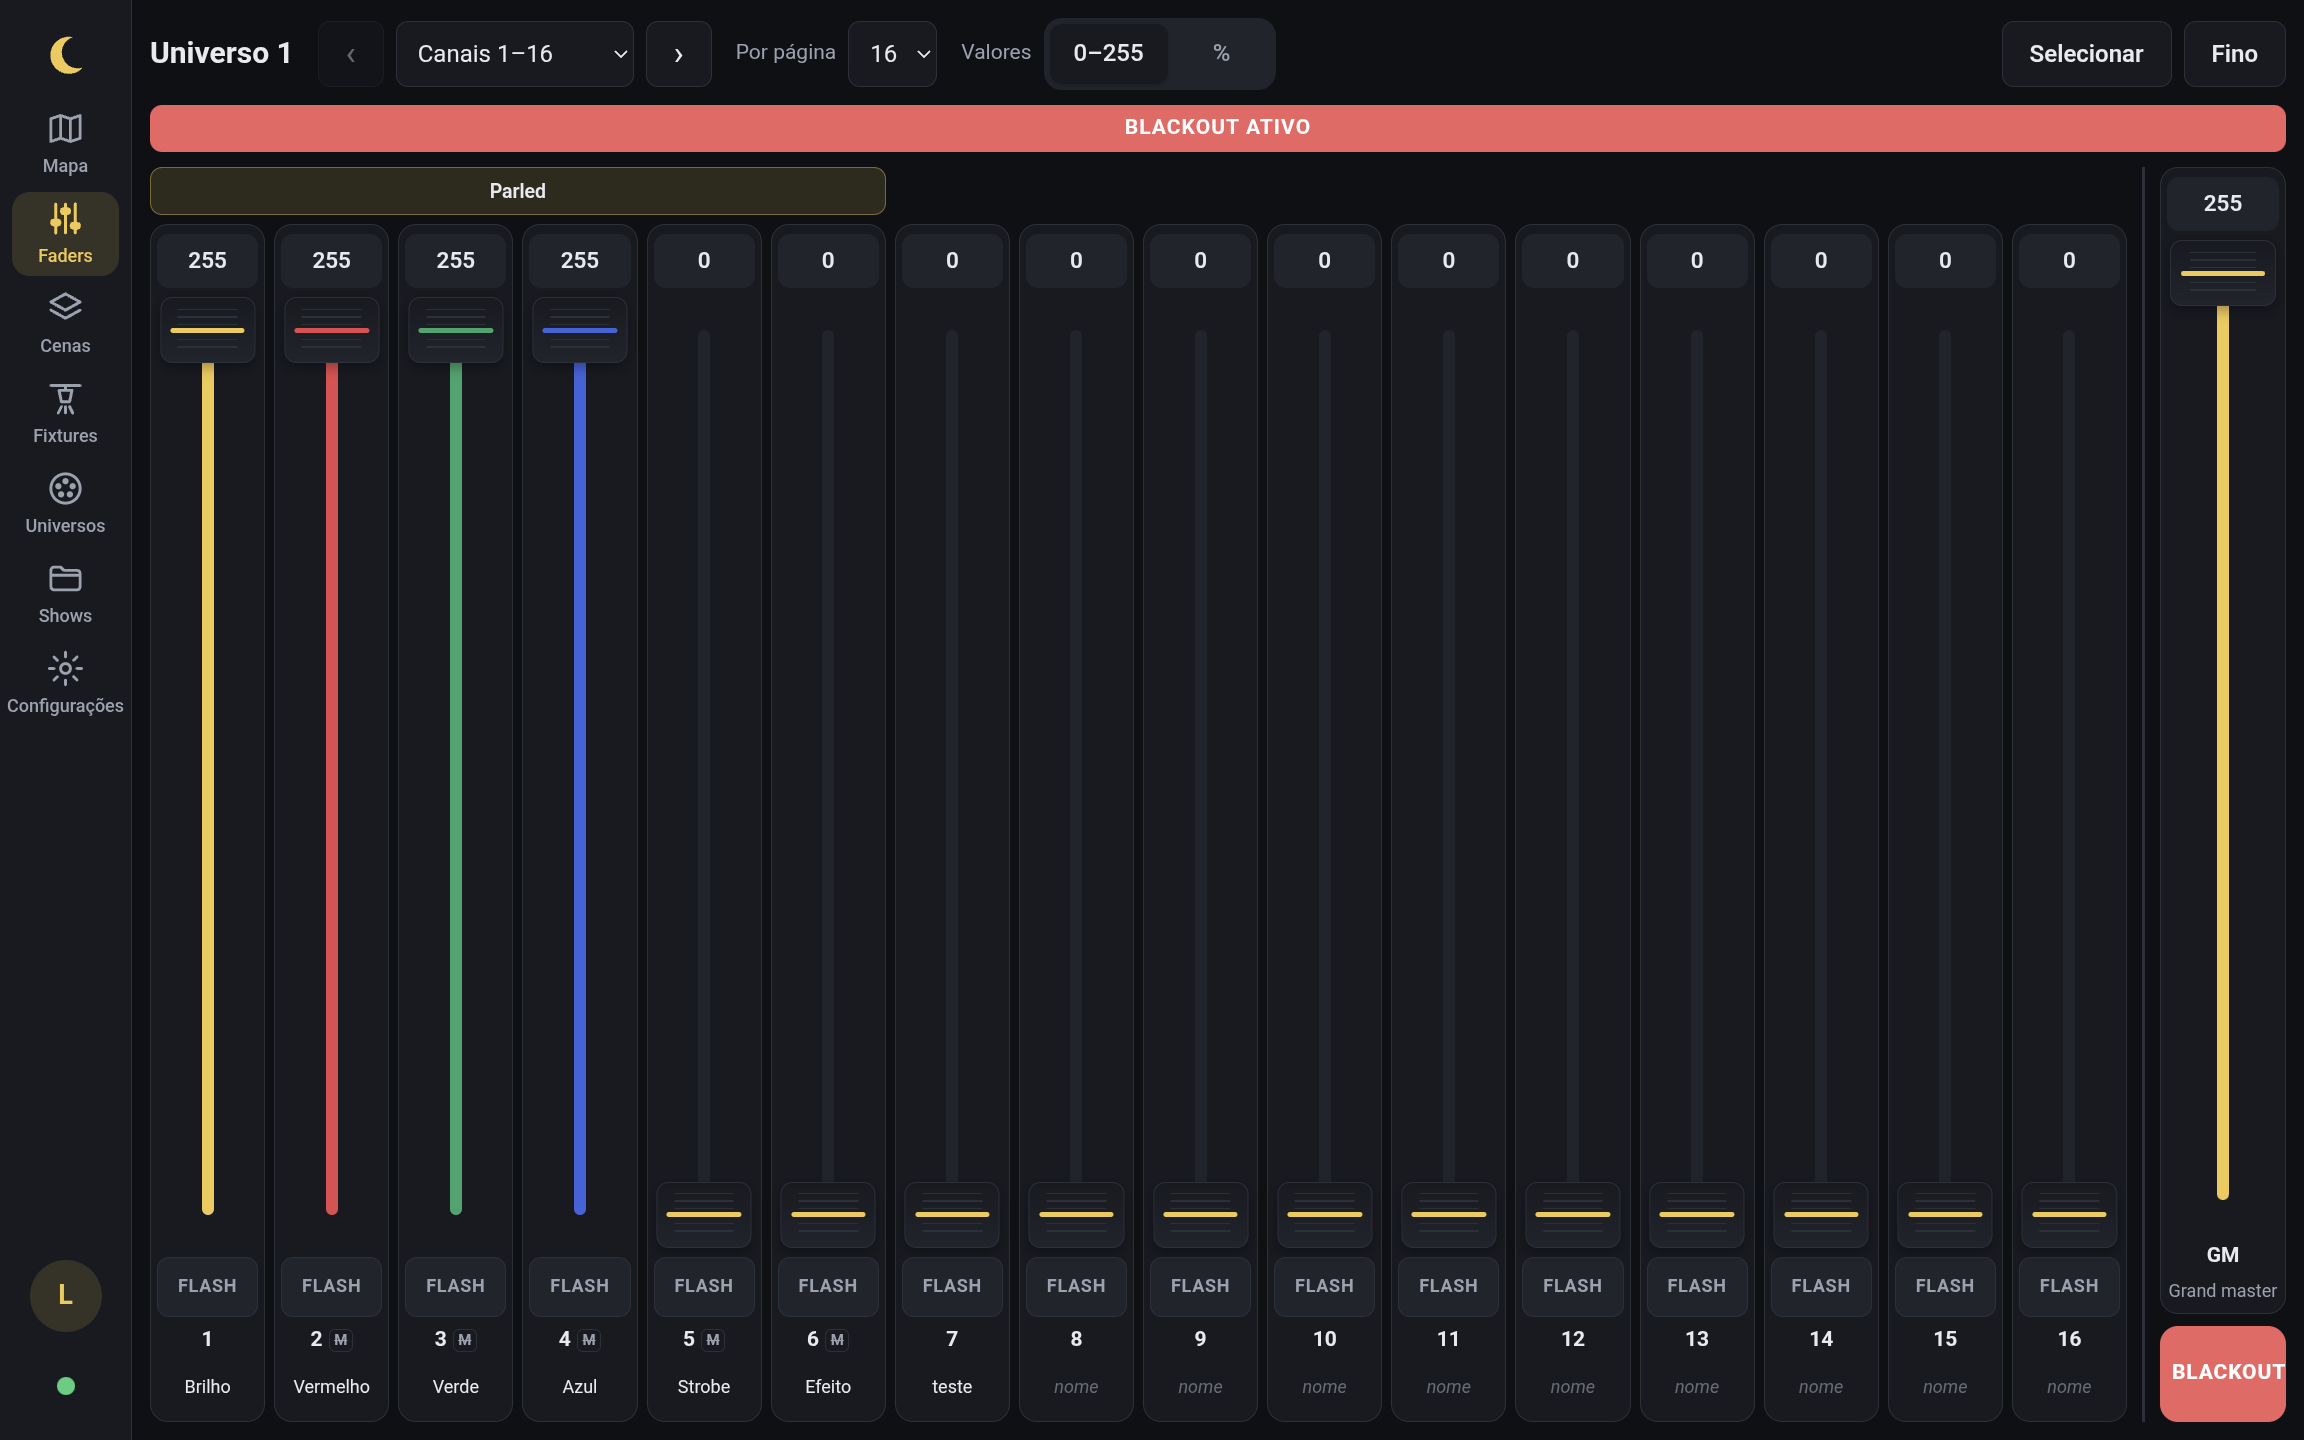 Universo 1
‹
Canais 1–16
›
Por página
16
Valores
0–255
%
Selecionar
Fino
BLACKOUT ATIVO
Mapa
Faders
Cenas
Fixtures
Universos
Shows
Configurações
L
Parled
255 255 255 255 0 0 0 0 0 0 0 0 0 0 0 0
255
FLASH FLASH FLASH FLASH FLASH FLASH FLASH FLASH FLASH FLASH FLASH FLASH FLASH FLASH FLASH FLASH
1 2 M 3 M 4 M 5 M 6 M 7 8 9 10 11 12 13 14 15 16
Brilho Vermelho Verde Azul Strobe Efeito teste nome nome nome nome nome nome nome nome nome
GM
Grand master
BLACKOUT